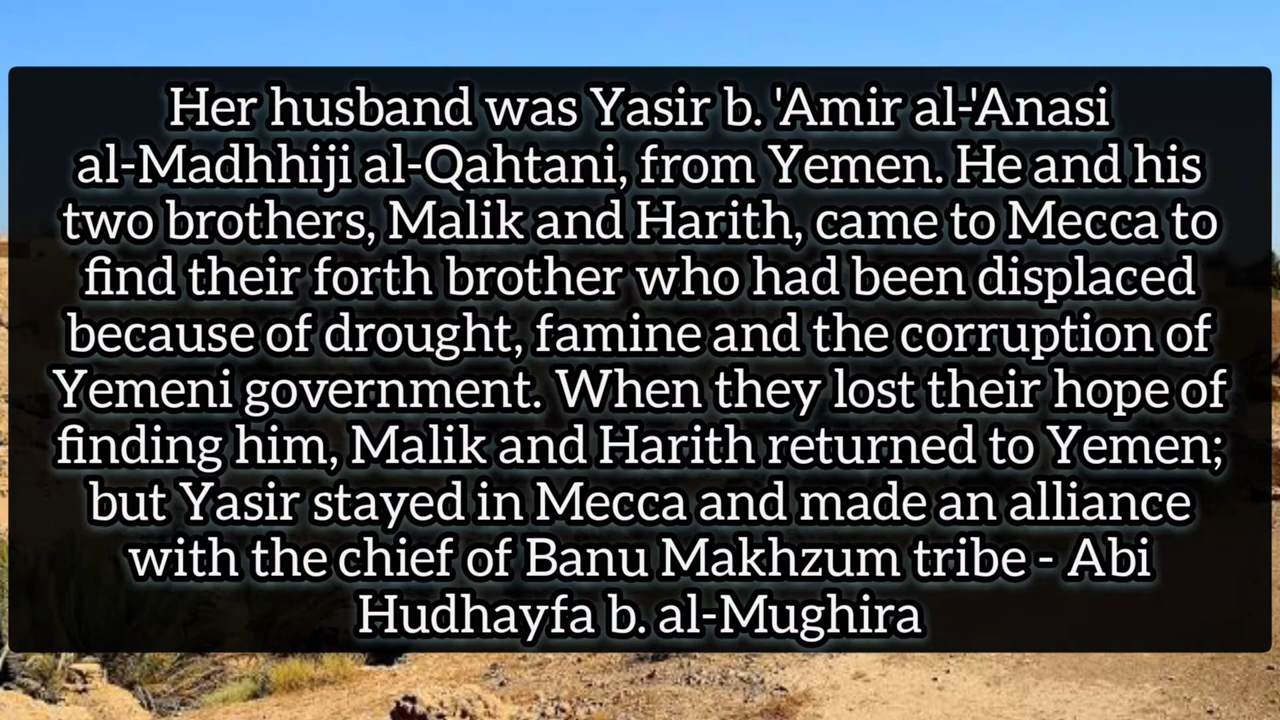 Her husband was Yasir b. 'Amir al-'Anasi
al-Madhhiji al-Qahtani, from Yemen. He and his
two brothers, Malik and Harith, came to Mecca to
find their forth brother who had been displaced
because of drought, famine and the corruption of
Yemeni government. When they lost their hope of
finding him, Malik and Harith returned to Yemen;
but Yasir stayed in Mecca and made an alliance
with the chief of Banu Makhzum tribe - Abi
Hudhayfa b. al-Mughira